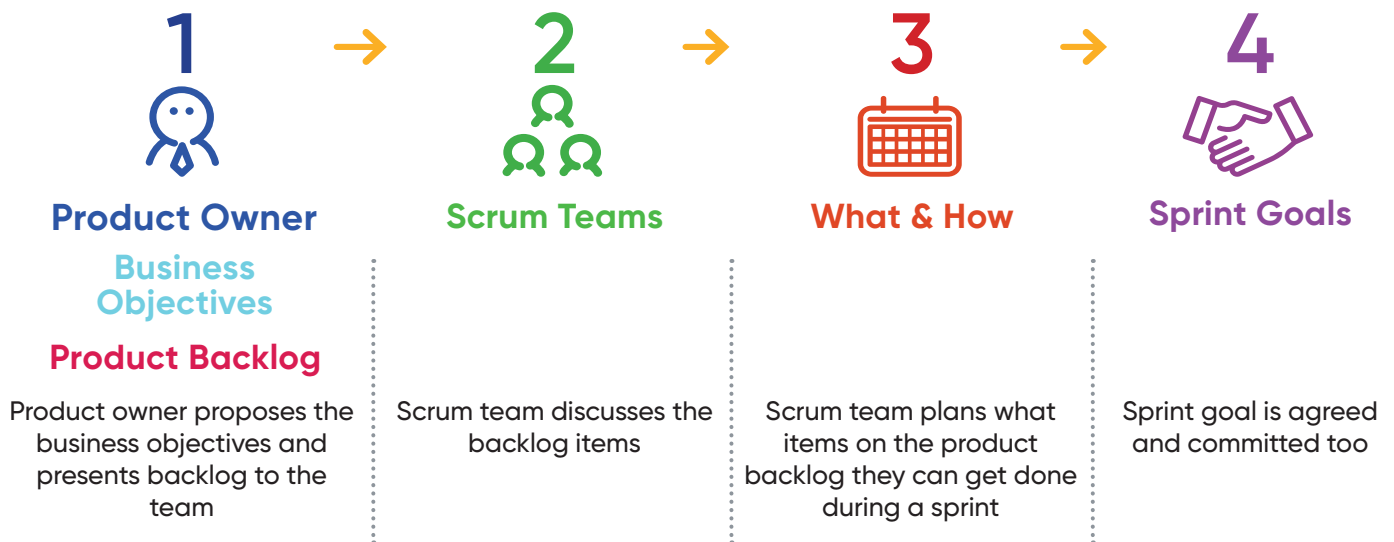 1
2
3
4
Product Owner
Scrum Teams
What & How
Sprint Goals
Business
Objectives
Product Backlog
Product owner proposes the
business objectives and
presents backlog to the
team
Scrum team discusses the
backlog items
Scrum team plans what
items on the product
backlog they can get done
during a sprint
Sprint goal is agreed
and committed too